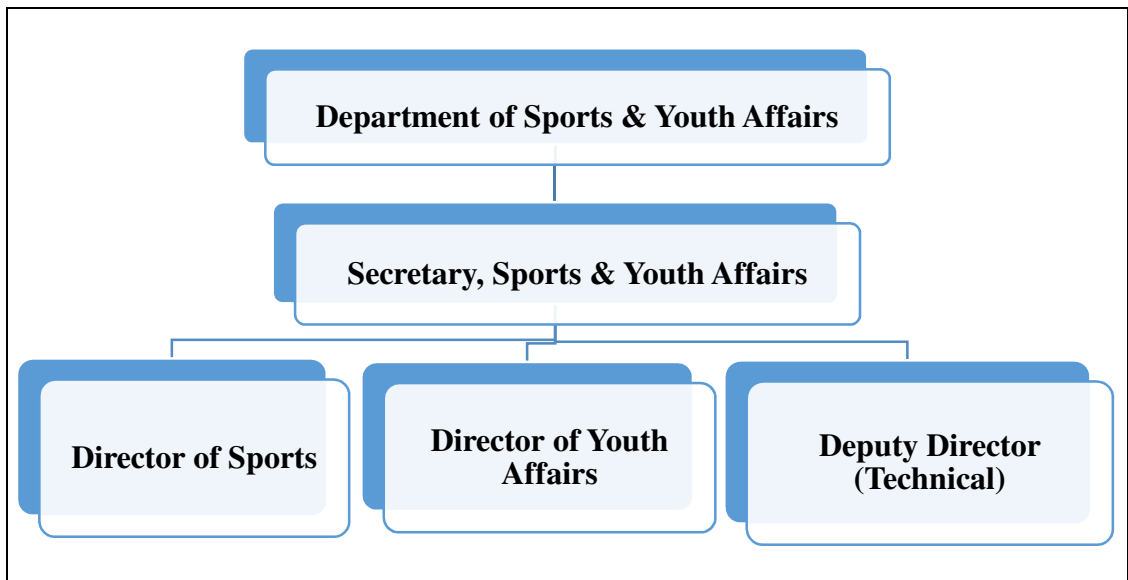 Department of Sports & Youth Affairs
Secretary, Sports & Youth Affairs
Director of Sports
Director of Youth
Affairs
Deputy Director
(Technical)